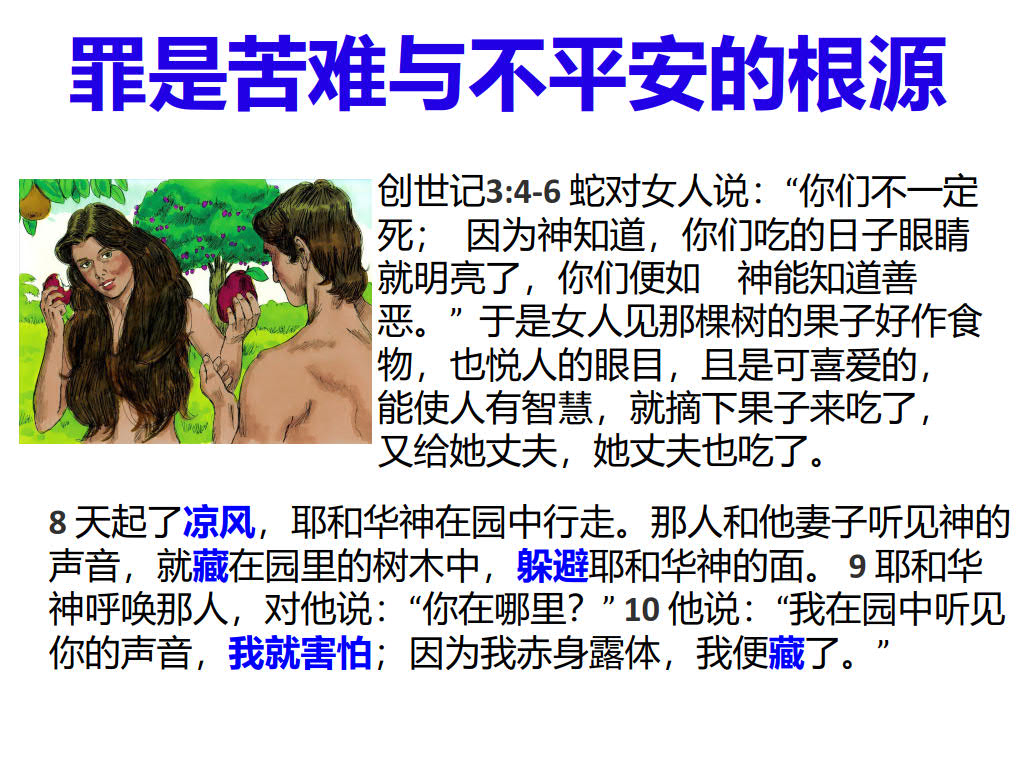 罪是苦难与不平安的根源
创世记3:4-6 蛇对女人说：“你们不一定
死；　因为神知道，你们吃的日子眼睛
就明亮了，你们便如　神能知道善
恶。” 于是女人见那棵树的果子好作食
物，也悦人的眼目，且是可喜爱的，
能使人有智慧，就摘下果子来吃了，
又给她丈夫，她丈夫也吃了。
8 天起了凉风，耶和华神在园中行走。那人和他妻子听见神的
声音，就藏在园里的树木中，躲避耶和华神的面。 9 耶和华
神呼唤那人，对他说：“你在哪里？” 10 他说：“我在园中听见
你的声音，我就害怕；因为我赤身露体，我便藏了。”